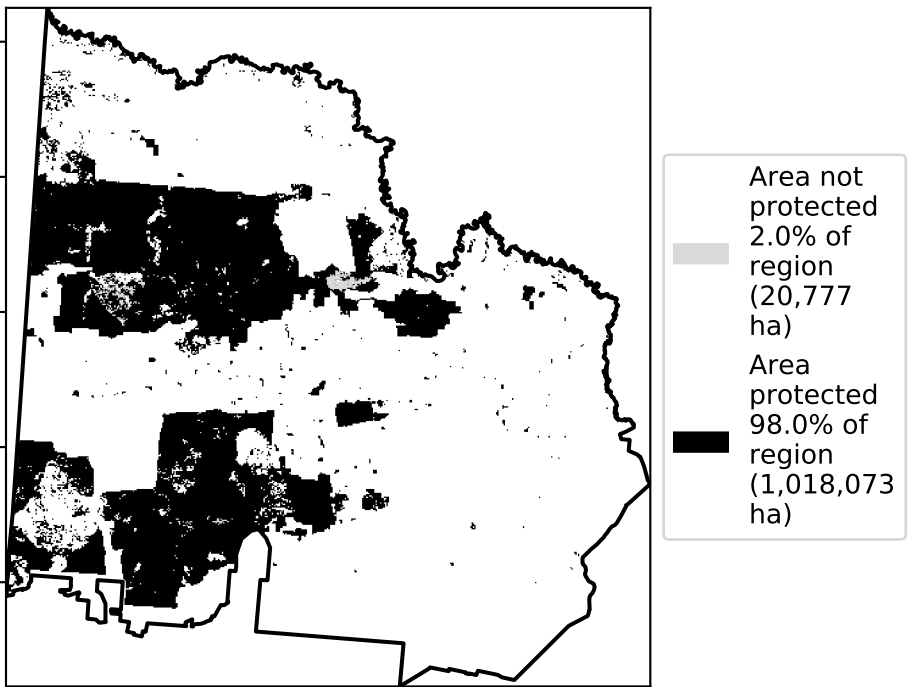 Area not
protected
2.0% of
region
(20,777
ha)
Area
protected
98.0% of
region
(1,018,073
ha)